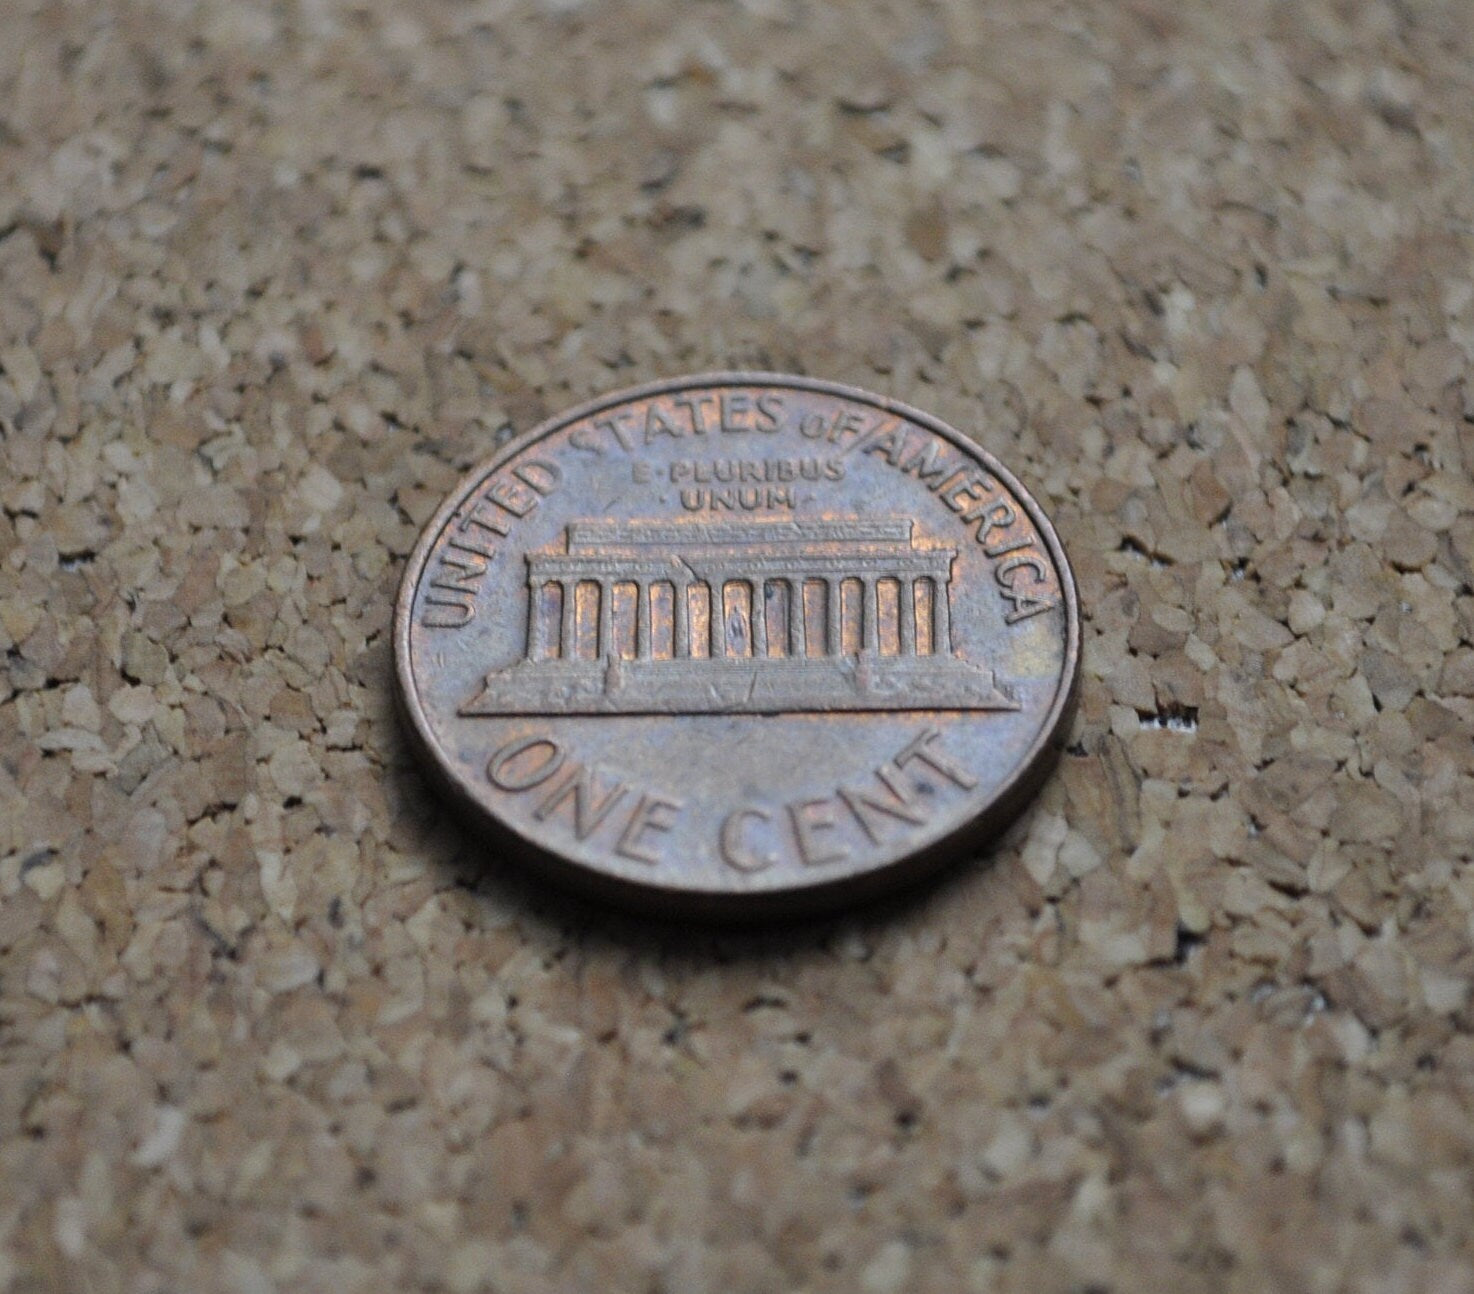 UNITED STATES oF AMERICA
E·PLURIBUS
·UNUM·
ONE CENT